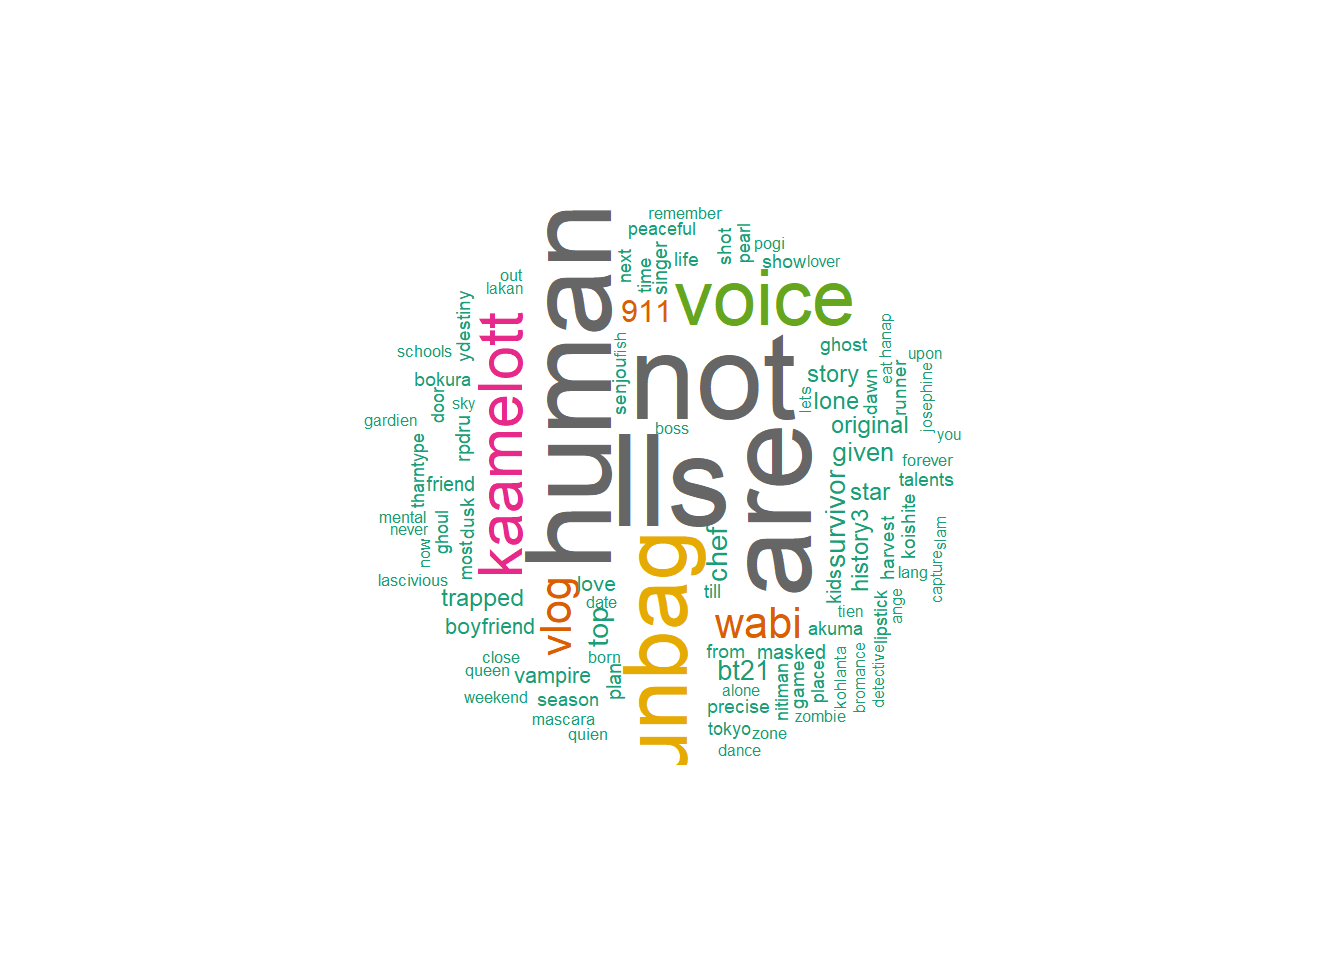 remember
peaceful
shot
pearl
pogi
next
time
singer
life
show
lover
out
lakan
human
911
voice
ydestiny
kaamelott
schools
bokura
door
sky
gardien
rpdru
senjou
fish
not
ghost
eat
hanap
upon
story
dawn
runner
lets
lone
josephine
boss
original
you
lls
are
given
forever
talents
tharntype
friend
star
survivor
mental
never
ghoul
dusk
now
most
lascivious
history3
harvest
koishite
slam
capture
lang
chef
trapped
vlog
love
date
till
kids
tien
ange
boyfriend
top
wabi
akuma
lipstick
close
queen
born
from
masked
vampire
plan
bt21
game
place
kohlanta
bromance
detective
weekend
season
alone
nitiman
precise
zombie
mascara
quien
tokyo
zone
dance